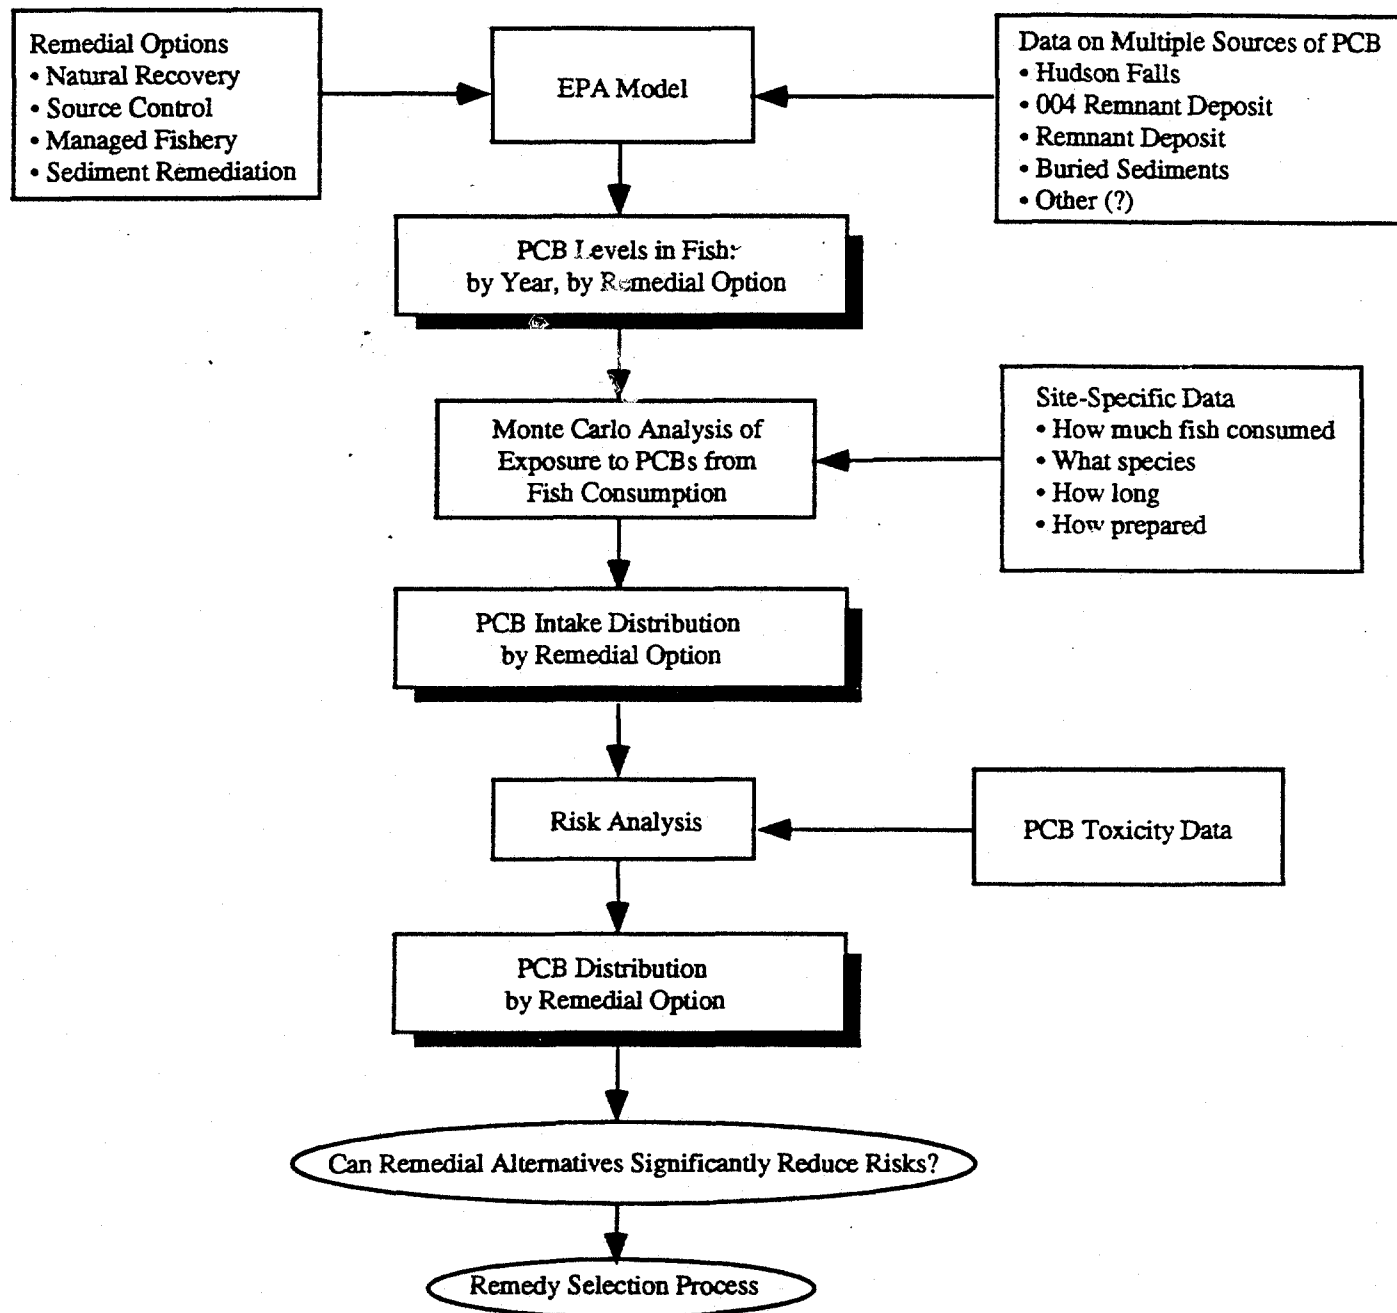 Remedial Options
• Natural Recovery
• Source Control
• Managed Fishery
• Sediment Remediation
EPA Model
Data on Multiple Sources of PCB
• Hudson Falls
• 004 Remnant Deposit
• Remnant Deposit
• Buried Sediments
• Other (?)
PCB Levels in Fish:
by Year, by Remedial Option
Monte Carlo Analysis of
Exposure to PCBs from
Fish Consumption
Site-Specific Data
• How much fish consumed
• What species
• How long
• How prepared
PCB Intake Distribution
by Remedial Option
Risk Analysis
PCB Toxicity Data
PCB Distribution
by Remedial Option
Can Remedial Alternatives Significantly Reduce Risks?
Remedy Selection Process